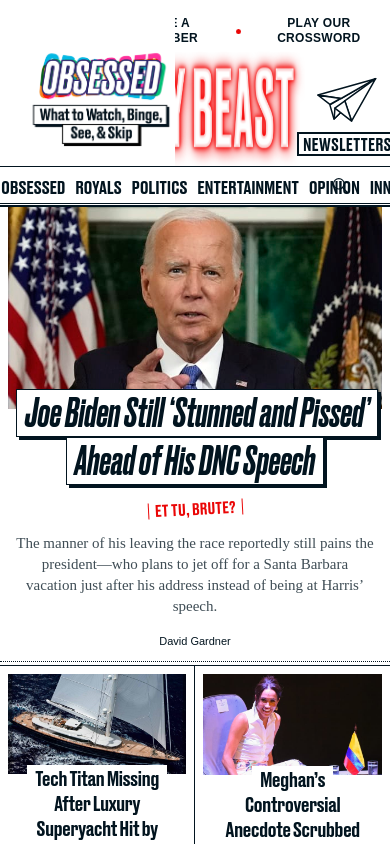 E A
BER
PLAY OUR
CROSSWORD
OBSESSED
What to Watch, Binge,
See, & Skip
Y BEAST
NEWSLETTERS
OBSESSED ROYALS POLITICS ENTERTAINMENT OPINION INN
Joe Biden Still ‘Stunned and Pissed’
Ahead of His DNC Speech
ET TU, BRUTE?
The manner of his leaving the race reportedly still pains the
president—who plans to jet off for a Santa Barbara
vacation just after his address instead of being at Harris’
speech.
David Gardner
Tech Titan Missing
After Luxury
Superyacht Hit by
Meghan’s
Controversial
Anecdote Scrubbed